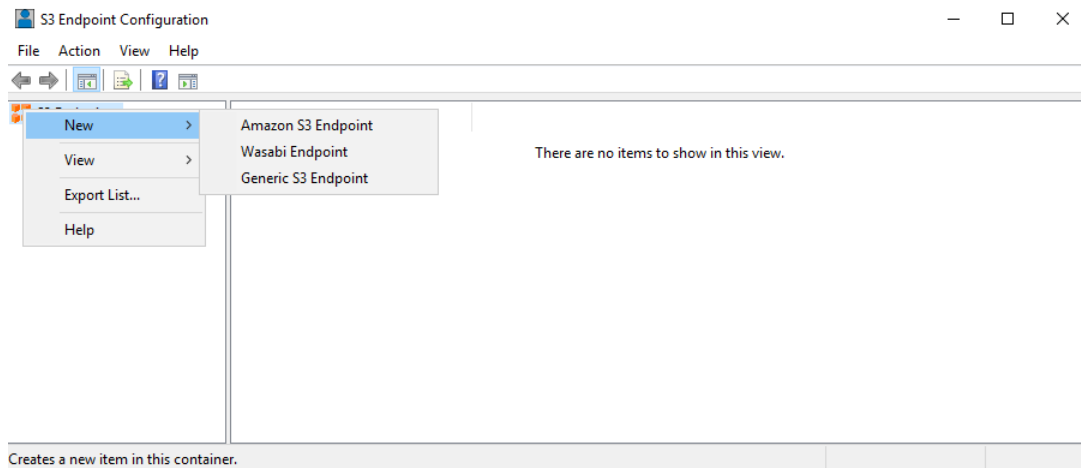 S3 Endpoint Configuration
File Action View Help
New
View
Export List...
Help
Amazon S3 Endpoint
Wasabi Endpoint
Generic S3 Endpoint
There are no items to show in this view.
Creates a new item in this container.